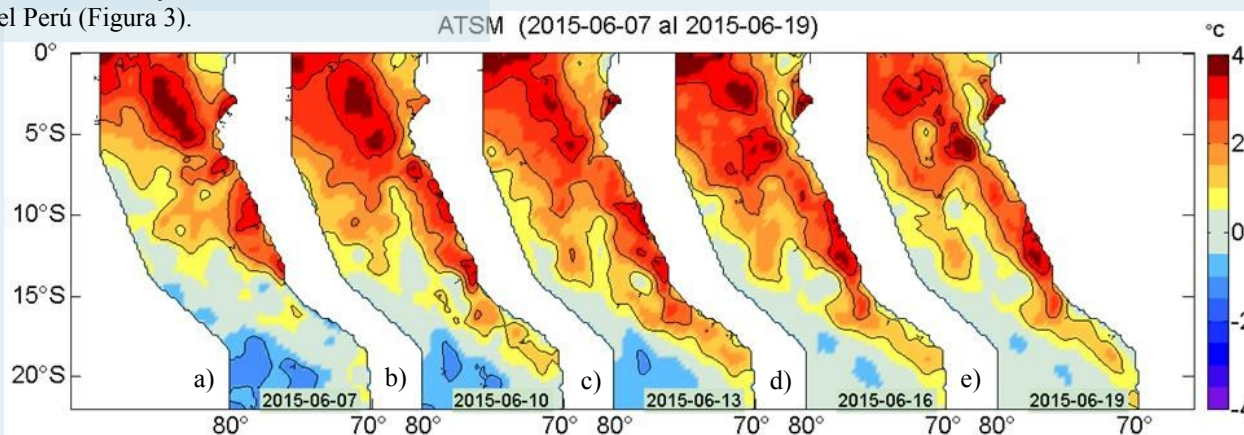 el Perú (Figura 3).
ATSM (2015-06-07 al 2015-06-19)
°C
0°
5°S
10°S
15°S
20°S
a) b) c) d) e)
2015-06-07 2015-06-10 2015-06-13 2015-06-16 2015-06-19
80° 70° 80° 70° 80° 70° 80° 70° 80° 70°
4
2
0
-2
-4